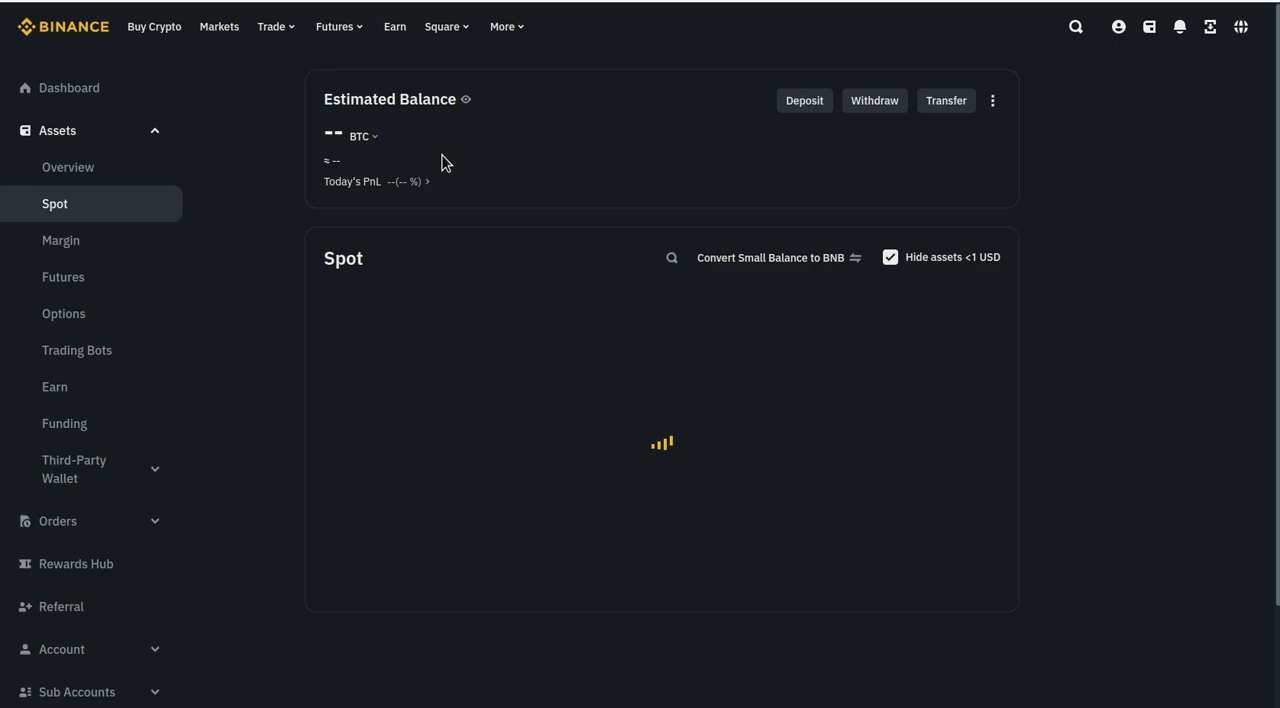 BINANCE
Buy Crypto
Markets
Trade
Futures
Earn
Square
More
Dashboard
Assets
Overview
Spot
Margin
Futures
Options
Trading Bots
Earn
Funding
Third-Party
Wallet
Orders
Rewards Hub
Referral
Account
Sub Accounts
Estimated Balance
Deposit
Withdraw
Transfer
-- BTC
≈ --
Today's PnL --(-- %)
Spot
Convert Small Balance to BNB
Hide assets <1 USD